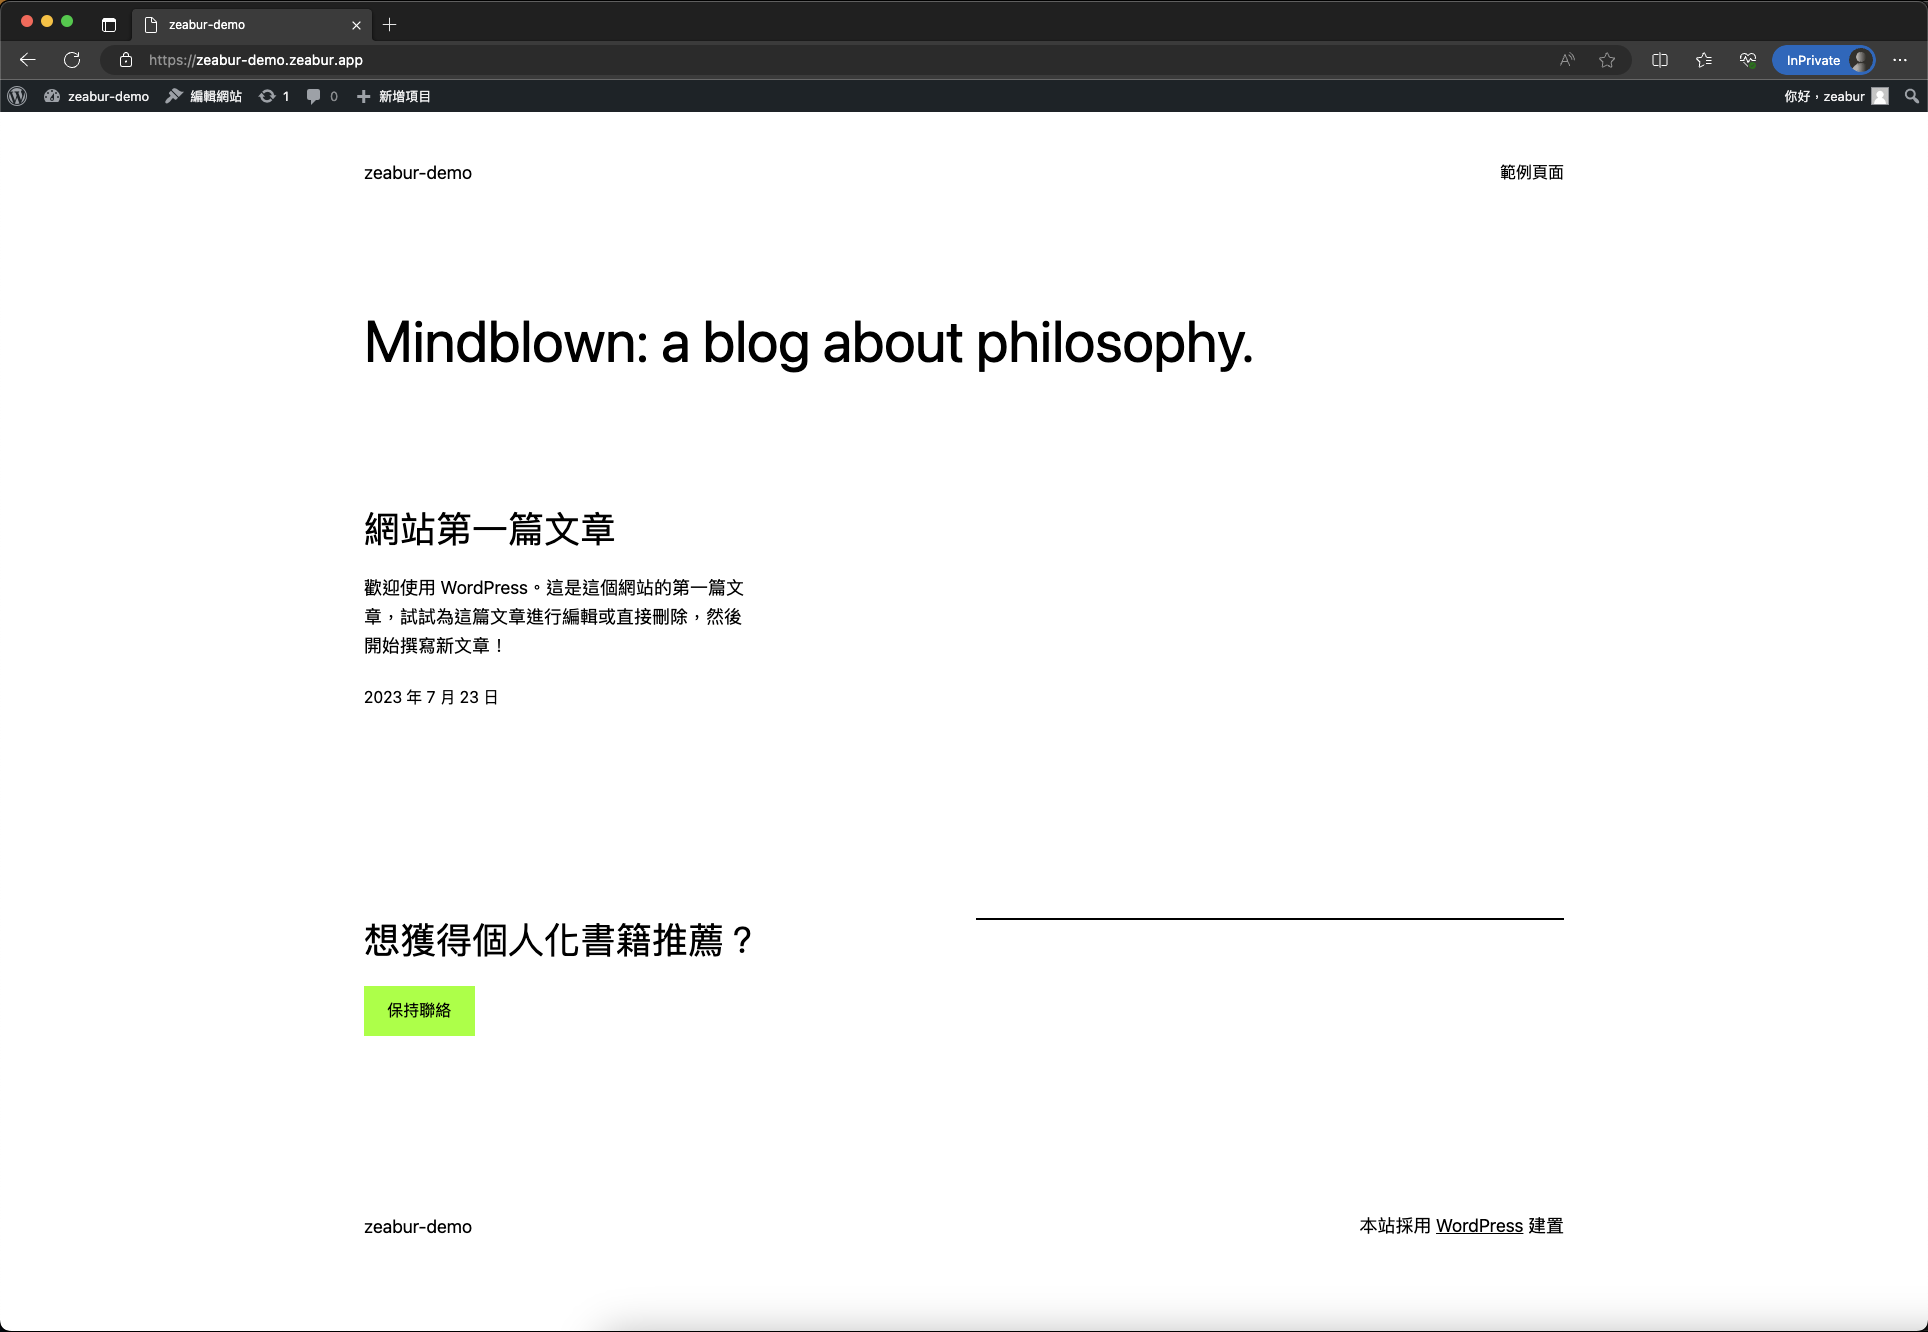 zeabur-demo
https://zeabur-demo.zeabur.app
InPrivate
zeabur-demo 編輯網站 1 0 新增項目
你好，zeabur
zeabur-demo
範例頁面
Mindblown: a blog about philosophy.
網站第一篇文章
歡迎使用 WordPress。這是這個網站的第一篇文
章，試試為這篇文章進行編輯或直接刪除，然後
開始撰寫新文章！
2023 年 7 月 23 日
想獲得個人化書籍推薦？
保持聯絡
zeabur-demo
本站採用 WordPress 建置